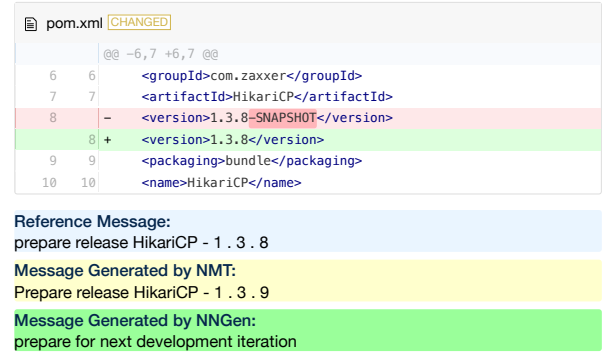 pom.xml CHANGED
@@ -6,7 +6,7 @@
6 6 <groupId>com.zaxxer</groupId>
7 7 <artifactId>HikariCP</artifactId>
8 - <version>1.3.8-SNAPSHOT</version>
8 + <version>1.3.8</version>
9 9 <packaging>bundle</packaging>
10 10 <name>HikariCP</name>
Reference Message:
prepare release HikariCP - 1 . 3 . 8
Message Generated by NMT:
Prepare release HikariCP - 1 . 3 . 9
Message Generated by NNGen:
prepare for next development iteration